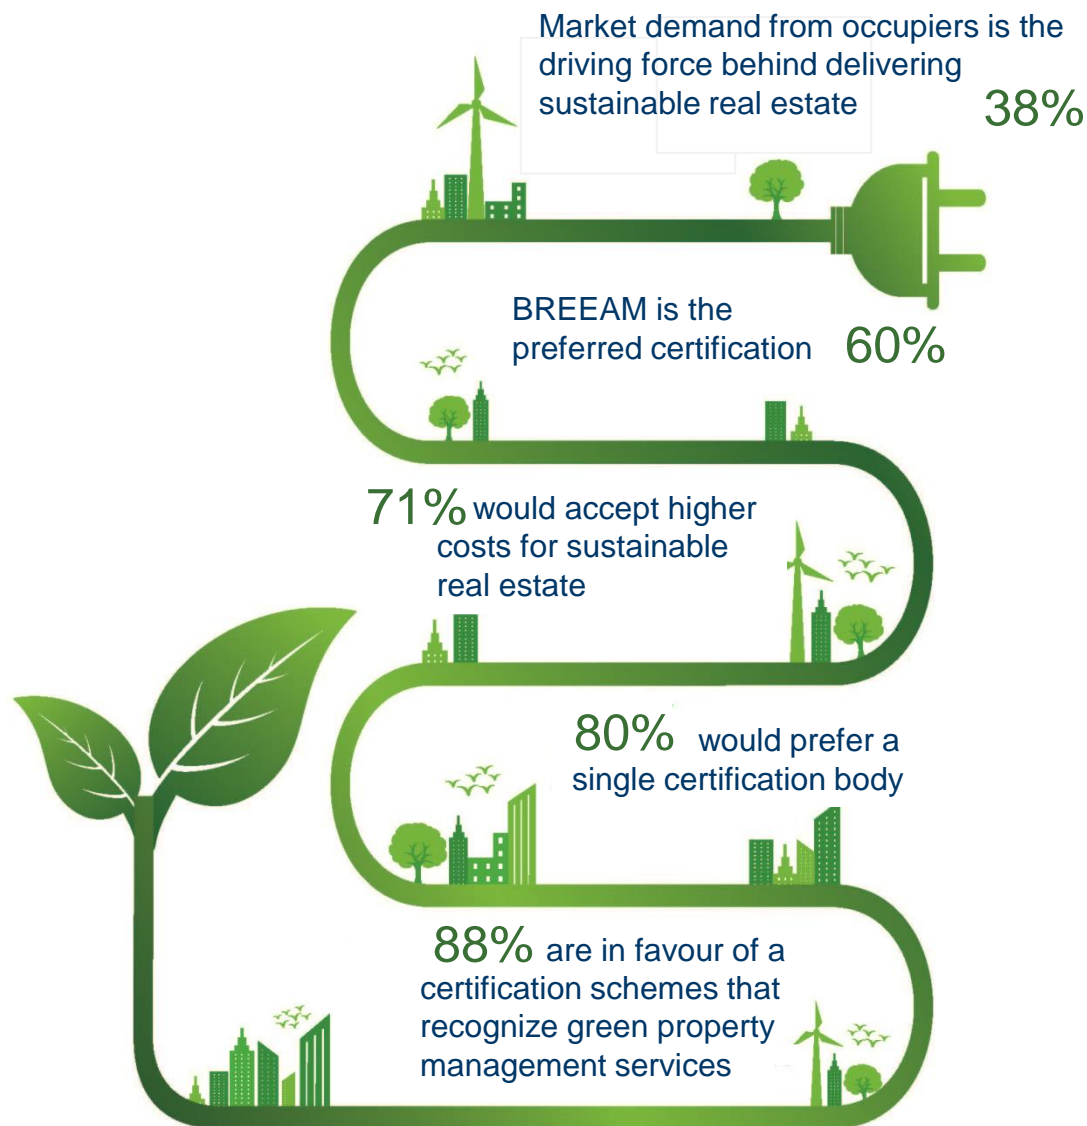 Market demand from occupiers is the
driving force behind delivering
sustainable real estate 38%
BREEAM is the
preferred certification 60%
71% would accept higher
costs for sustainable
real estate
80% would prefer a
single certification body
88% are in favour of a
certification schemes that
recognize green property
management services